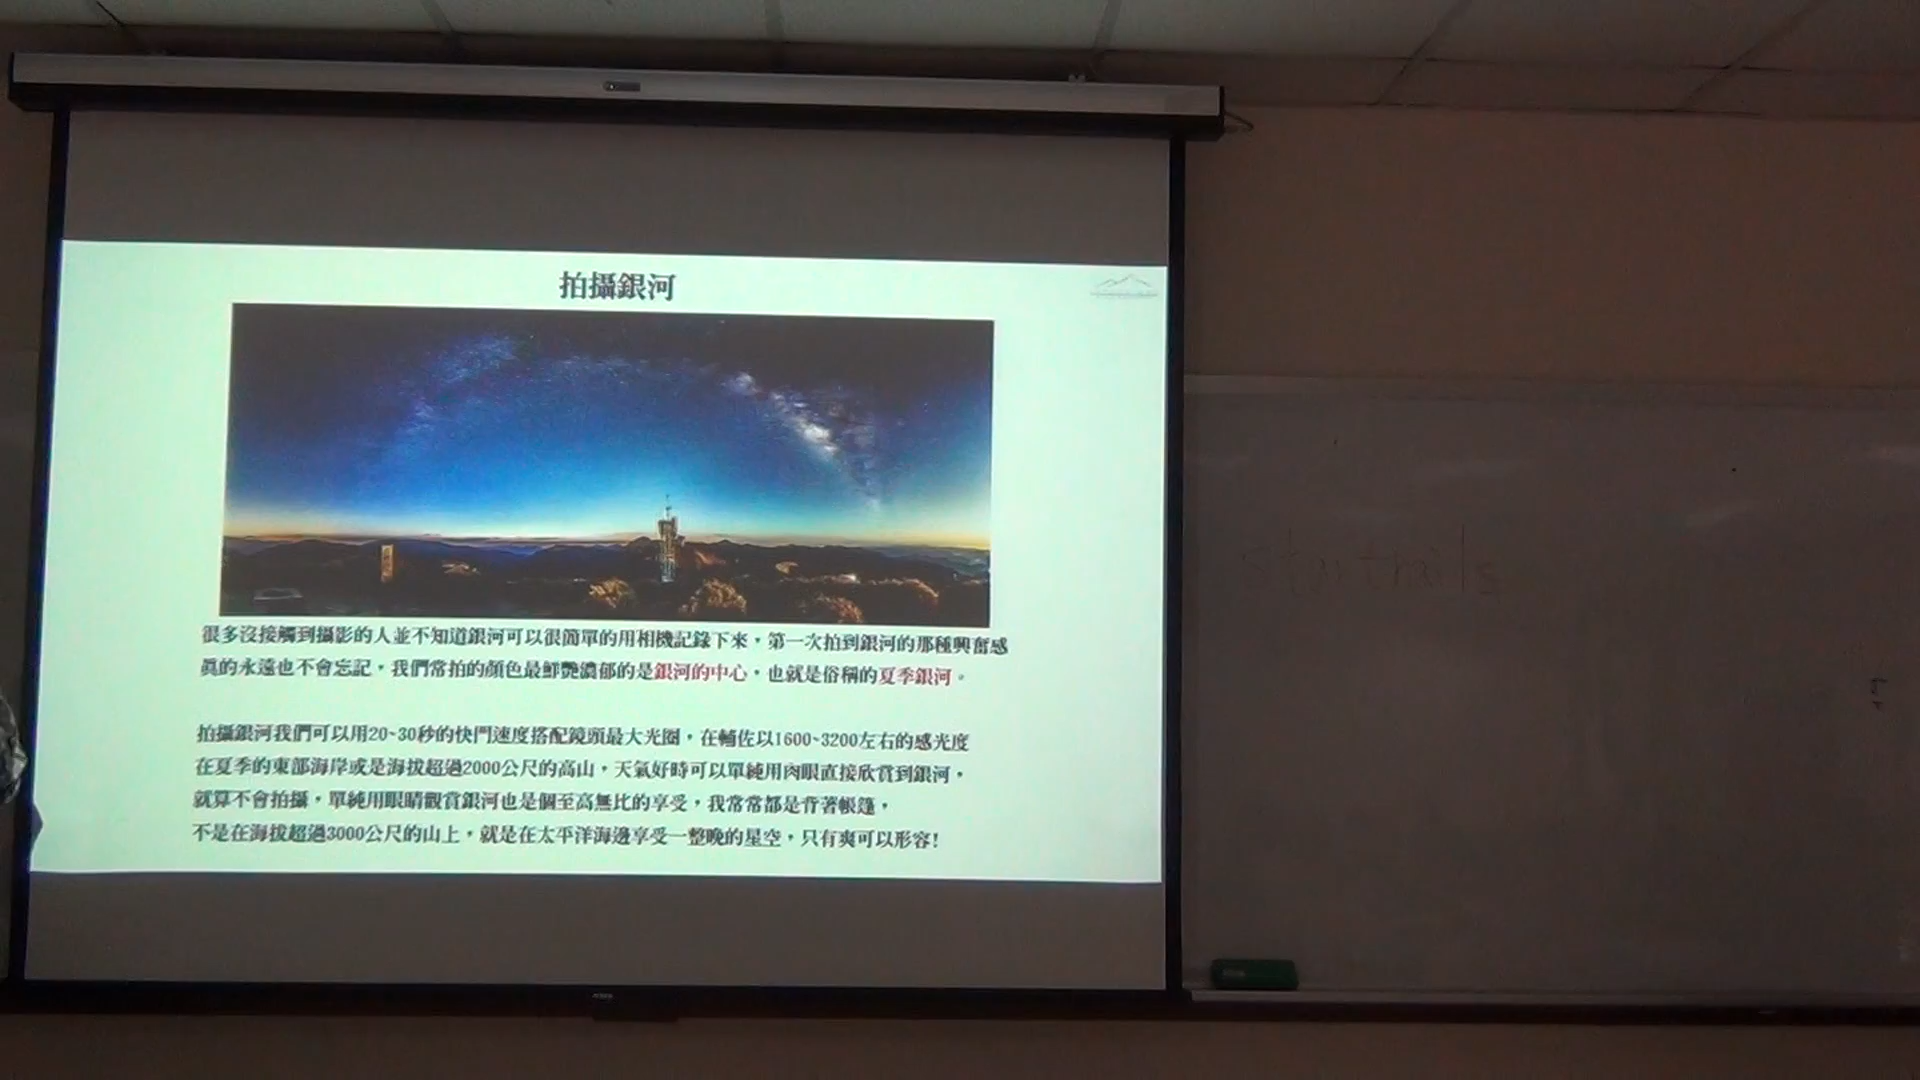 拍攝銀河
很多沒接觸到攝影的人並不知道銀河可以很簡單的用相機記錄下來，第一次拍到銀河的那種興奮感
真的永遠也不會忘記，我們常拍的顏色最鮮艷濃郁的是銀河的中心，也就是俗稱的夏季銀河。
拍攝銀河我們可以用20~30秒的快門速度搭配鏡頭最大光圈，在輔佐以1600~3200左右的感光度
在夏季的東部海岸或是海拔超過2000公尺的高山，天氣好時可以單純用肉眼直接欣賞到銀河，
就算不會拍攝，單純用眼睛觀賞銀河也是個至高無比的享受，我常常都是背著帳篷，
不是在海拔超過3000公尺的山上，就是在太平洋海邊享受一整晚的星空，只有爽可以形容!